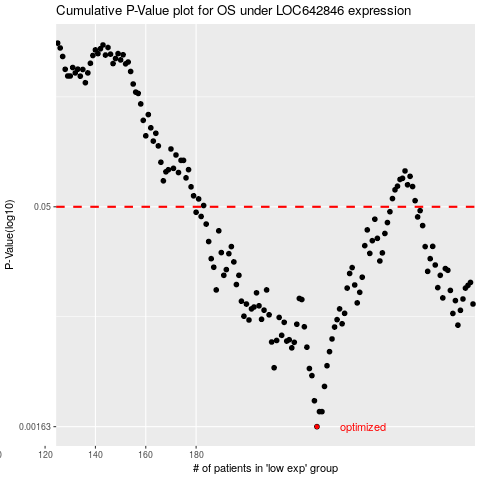 Cumulative P-Value plot for OS under LOC642846 expression
P-Value(log10)
0.05
0.00163
optimized
0 120 140 160 180
# of patients in 'low exp' group